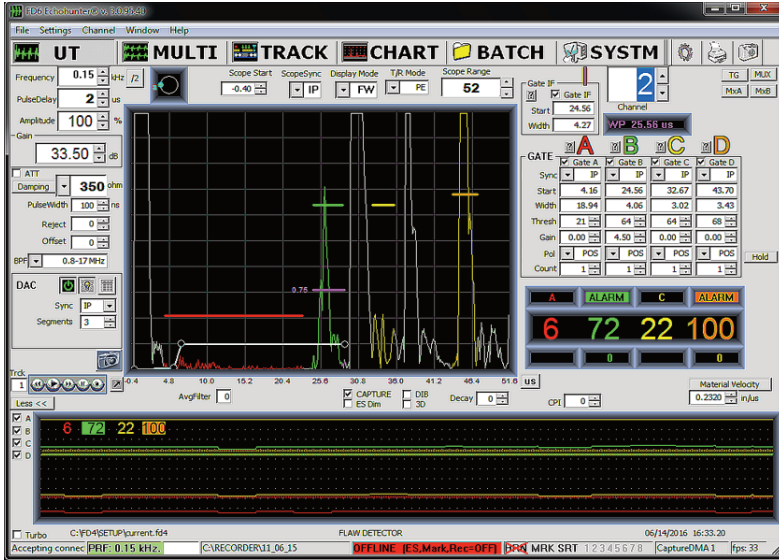 FD6 Echohunter® v. 3.0.45.40
File Settings Channel Window Help
UT MULTI TRACK CHART BATCH SYSTM
Frequency 0.15 kHz /2
PulseDelay 2 us
Amplitude 100 %
Gain
33.50 dB
ATT
Damping 350 ohm
PulseWidth 100 ns
Reject 0
Offset 0
BPF 0.8-17 MHz
DAC
Sync IP
Segments 3
Trck
1
Less <<
Scope Start ScopeSync Display Mode T/R Mode Scope Range
-0.40 IP FW PE 52
9.76
-0.4 4.8 10.0 15.2 20.4 25.6 30.8 36.0 41.2 46.4 51.6 us
AvgFilter 0
CAPTURE DIB
ES Dim 3D
Decay 0
CPI 0
Gate IF
Gate IF
Start 24.56
Width 4.27
2
Channel
WP 25.56 us
TG MUX
MxA MxB
A B C D
GATE Gate A Gate B Gate C Gate D
Sync IP IP IP IP
Start 4.16 24.56 32.67 43.70
Width 18.94 4.06 3.02 3.43
Thresh 21 64 64 68
Gain 0.00 4.50 0.00 0.00
Pol POS POS POS POS
Count 1 1 1 1
Hold
A ALARM C ALARM
6 72 22 100
0 0
Material Velocity
0.2320 in/us
A
B
C
D
6 72 22 100
Turbo C:\FD4\SETUP\current.fd4 FLAW DETECTOR 06/14/2016 16:33.20
Accepting connec PRF: 0.15 kHz. C:\RECORDER\11_06_15 OFFLINE (ES,Mark,Rec=OFF) DRN MRK SRT 1 2 3 4 5 6 7 8 CaptureDMA-1 fps: 33